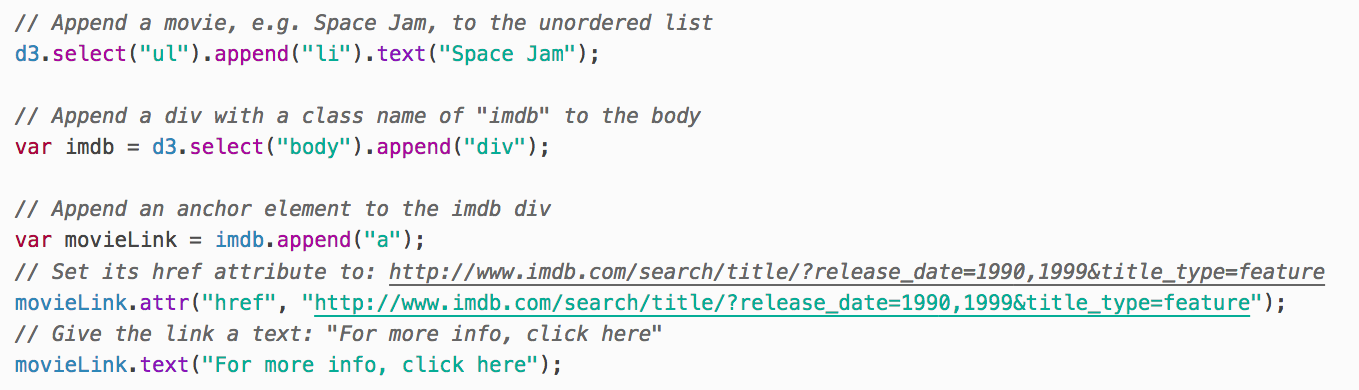 // Append a movie, e.g. Space Jam, to the unordered list
d3.select("ul").append("li").text("Space Jam");
// Append a div with a class name of "imdb" to the body
var imdb = d3.select("body").append("div");
// Append an anchor element to the imdb div
var movieLink = imdb.append("a");
// Set its href attribute to: http://www.imdb.com/search/title/?release_date=1990,1999&title_type=feature
movieLink.attr("href", "http://www.imdb.com/search/title/?release_date=1990,1999&title_type=feature");
// Give the link a text: "For more info, click here"
movieLink.text("For more info, click here");